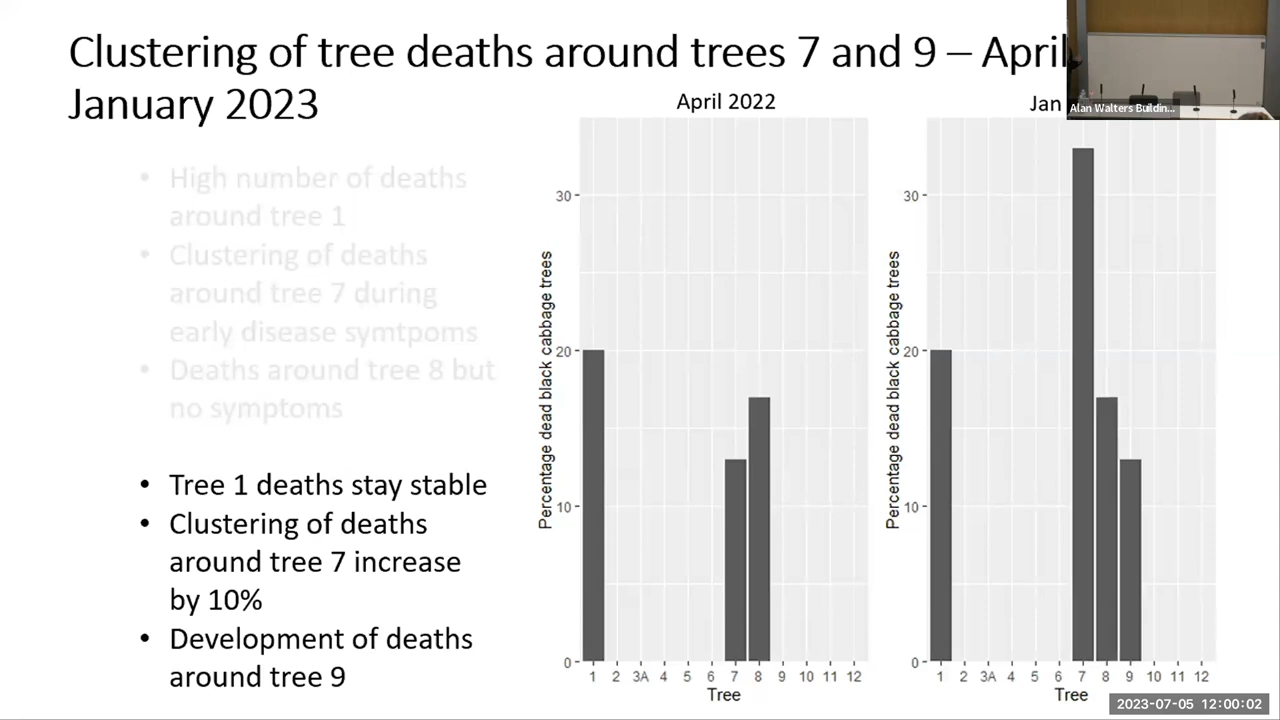 Clustering of tree deaths around trees 7 and 9 – April
January 2023
April 2022
Jan
Alan Walters Buildin...
• High number of deaths
around tree 1
• Clustering of deaths
around tree 7 during
early disease symtpoms
• Deaths around tree 8 but
no symptoms
• Tree 1 deaths stay stable
• Clustering of deaths
around tree 7 increase
by 10%
• Development of deaths
around tree 9
Percentage dead black cabbage trees
30
20
10
0
1 2 3A 4 5 6 7 8 9 10 11 12
Tree
Percentage dead black cabbage trees
30
20
10
0
1 2 3A 4 5 6 7 8 9 10 11 12
Tree
2023-07-05 12:00:02